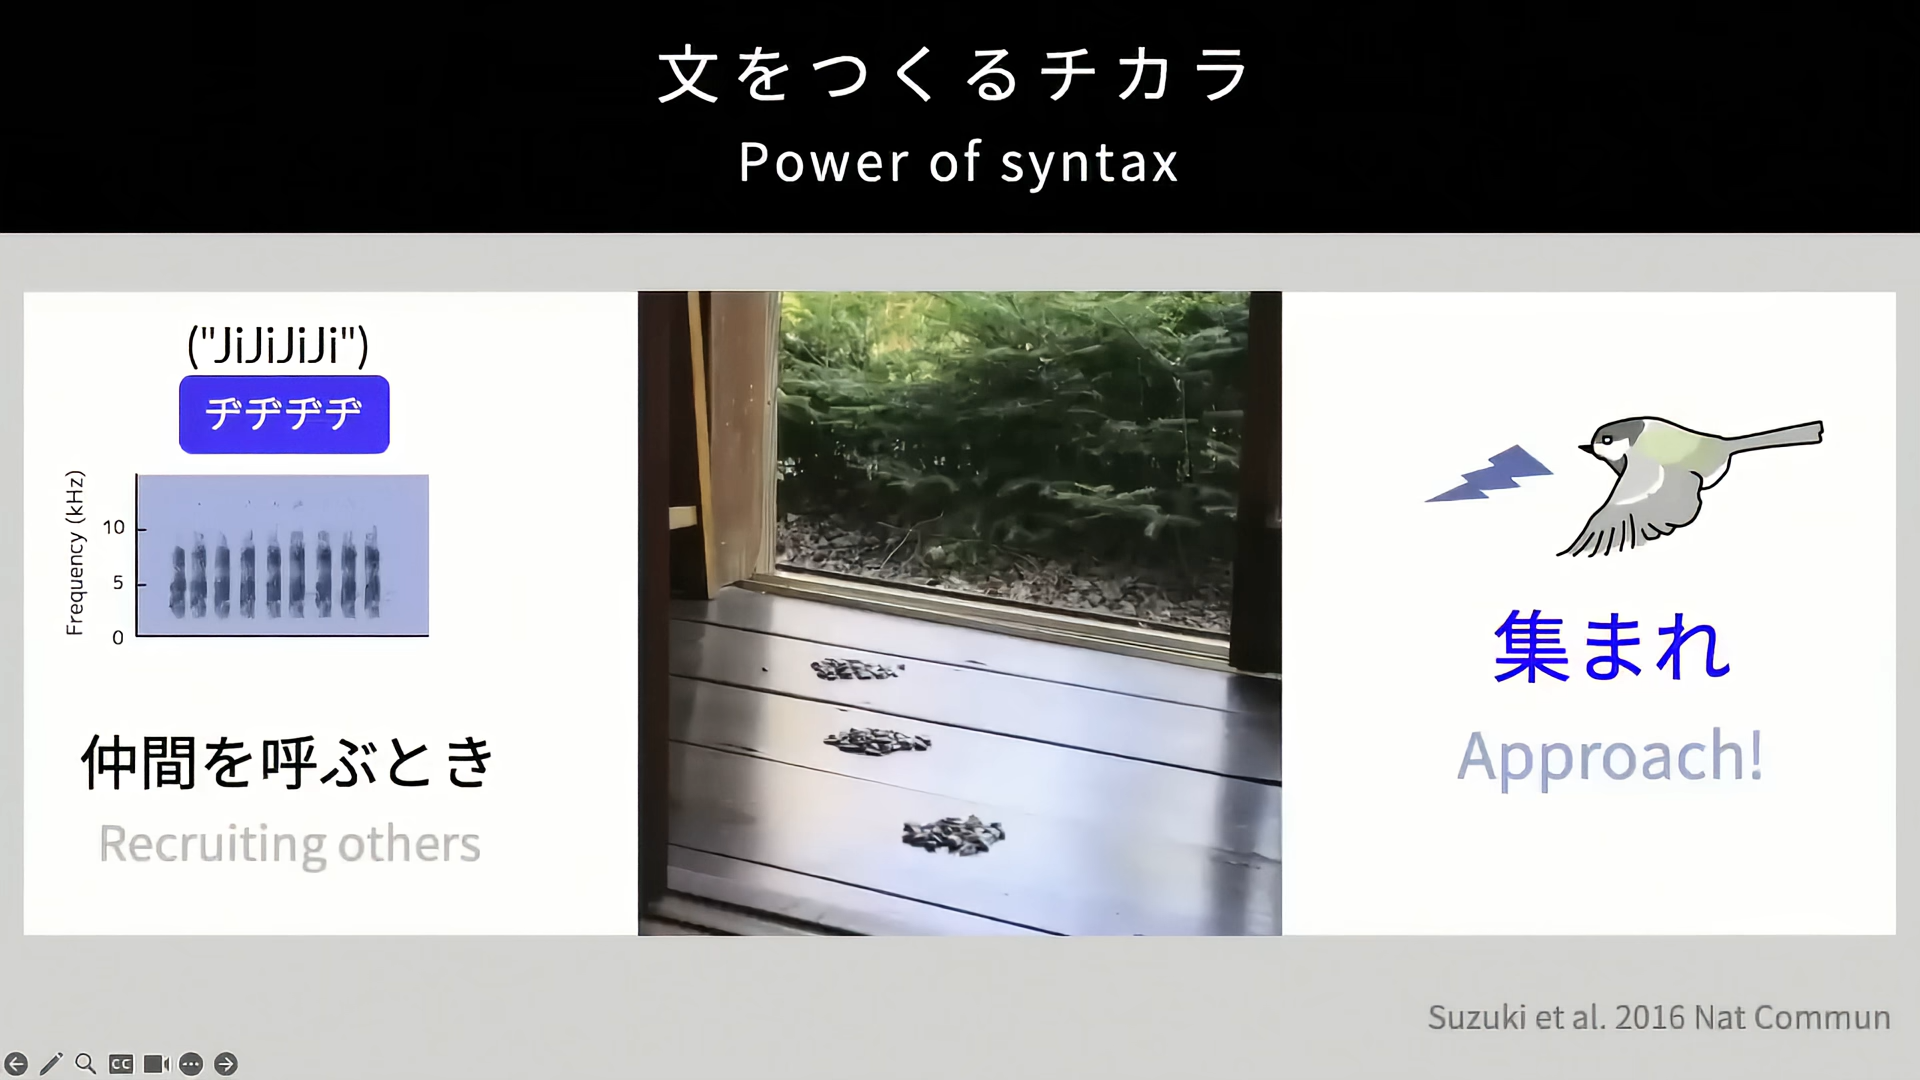 文をつくるチカラ
Power of syntax
("JiJiJiJi")
ヂヂヂヂ
Frequency (kHz)
10
5
0
仲間を呼ぶとき
Recruiting others
集まれ
Approach!
Suzuki et al. 2016 Nat Commun
CC